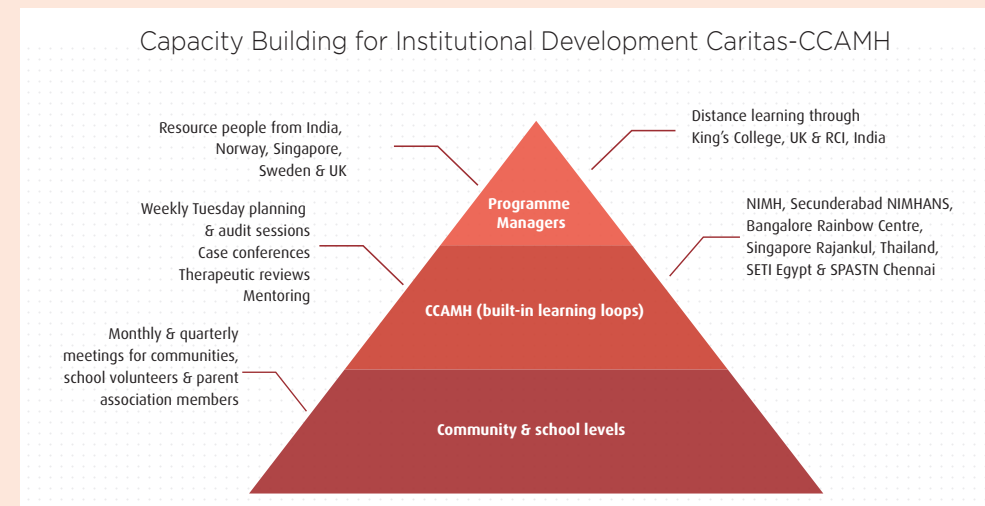 Capacity Building for Institutional Development Caritas-CCAMH
Resource people from India,
Norway, Singapore,
Sweden & UK
Distance learning through
King's College, UK & RCI, India
Programme
Managers
Weekly Tuesday planning
& audit sessions
Case conferences
Therapeutic reviews
Mentoring
NIMH, Secunderabad NIMHANS,
Bangalore Rainbow Centre,
Singapore Rajankul, Thailand,
SETI Egypt & SPASTN Chennai
CCAMH (built-in learning loops)
Monthly & quarterly
meetings for communities,
school volunteers & parent
association members
Community & school levels